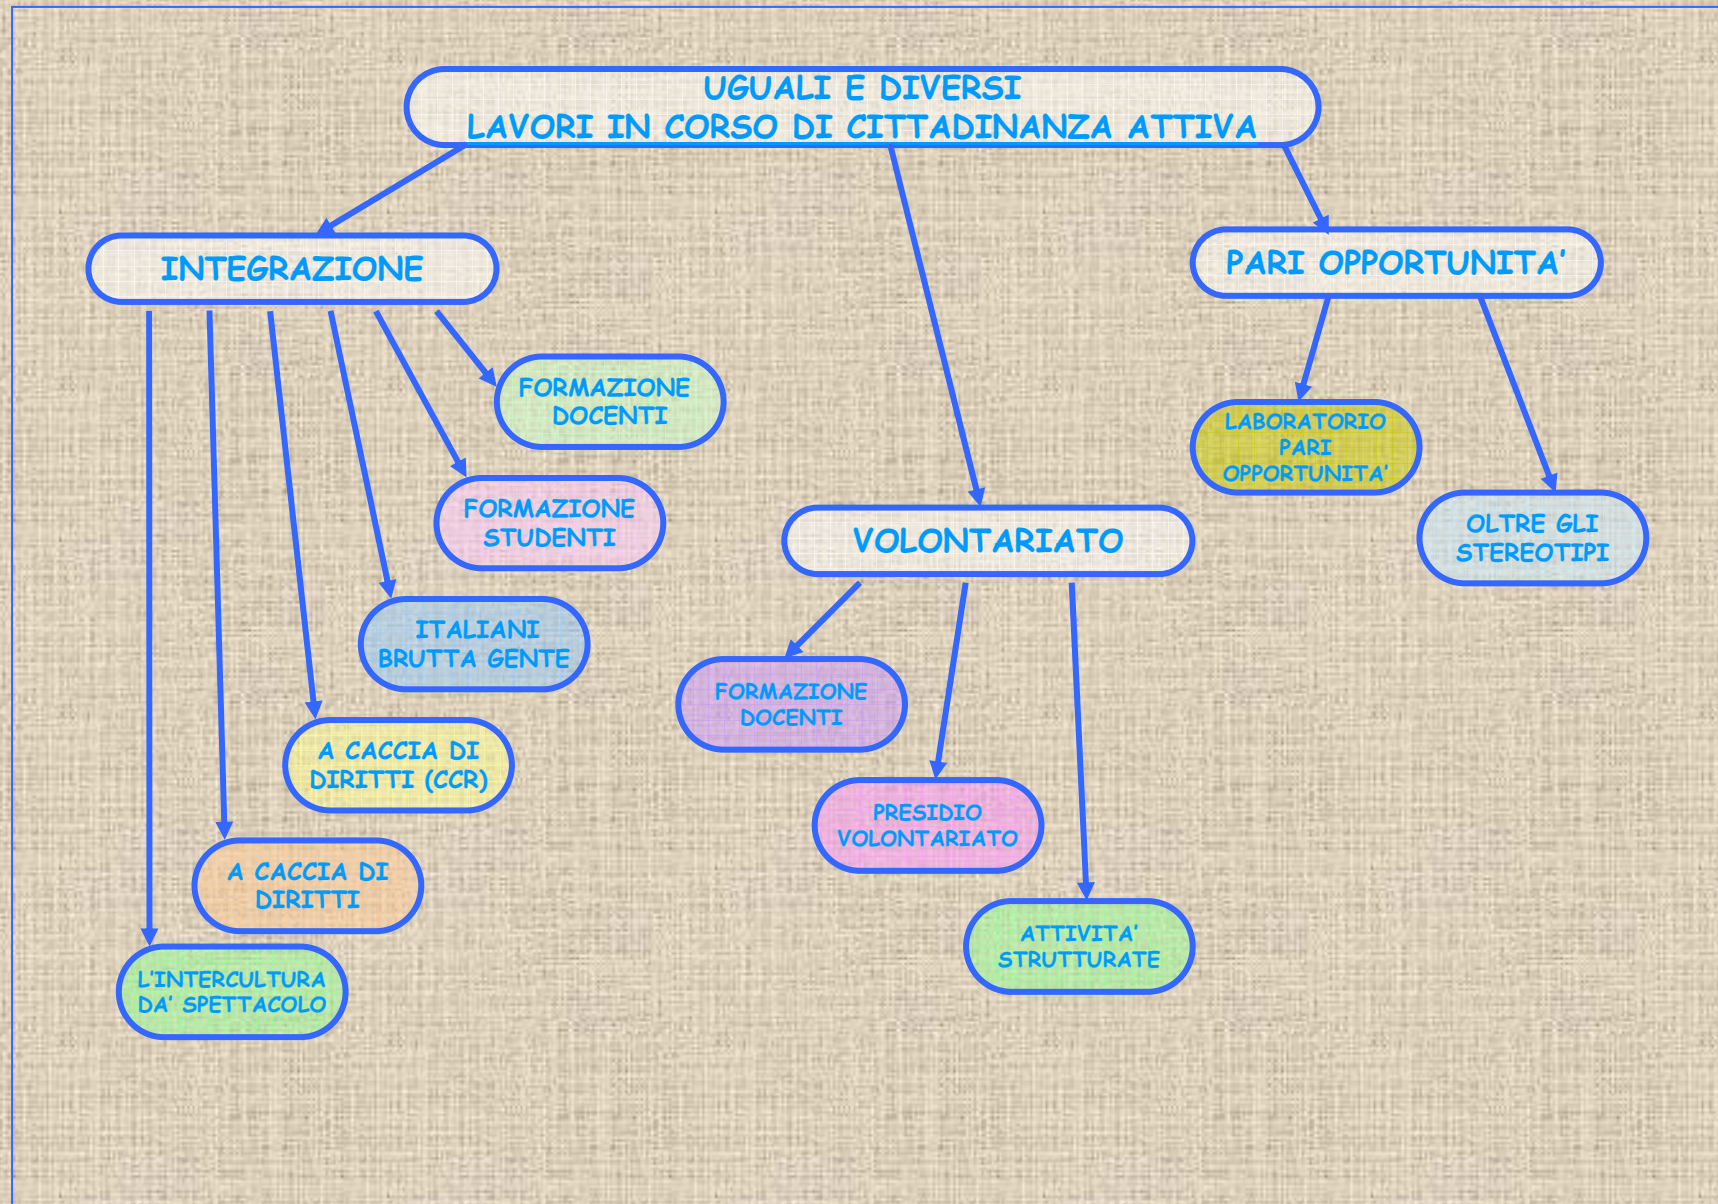 UGUALI E DIVERSI
LAVORI IN CORSO DI CITTADINANZA ATTIVA
INTEGRAZIONE
FORMAZIONE
DOCENTI
FORMAZIONE
STUDENTI
ITALIANI
BRUTTA GENTE
A CACCIA DI
DIRITTI (CCR)
A CACCIA DI
DIRITTI
L'INTERCULTURA
DA' SPETTACOLO
VOLONTARIATO
FORMAZIONE
DOCENTI
PRESIDIO
VOLONTARIATO
ATTIVITA'
STRUTTURATE
PARI OPPORTUNITA'
LABORATORIO
PARI
OPPORTUNITA'
OLTRE GLI
STEREOTIPI